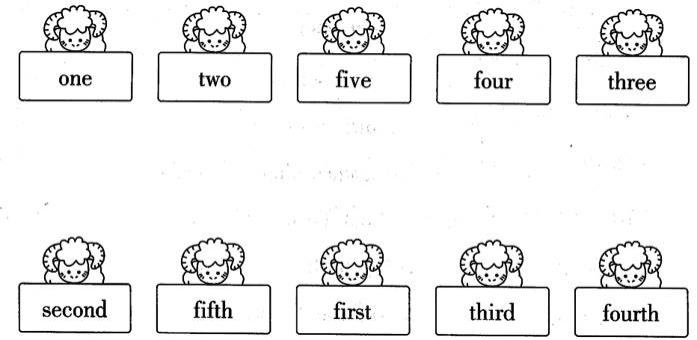 one two five four three
second fifth first third fourth